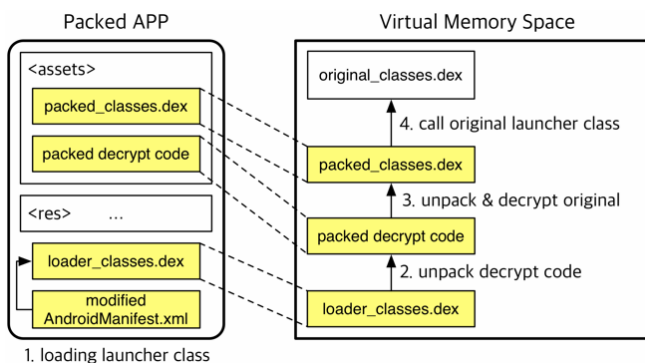 Packed APP
<assets>
packed_classes.dex
packed decrypt code
<res> ...
loader_classes.dex
modified
AndroidManifest.xml
1. loading launcher class
Virtual Memory Space
original_classes.dex
4. call original launcher class
packed_classes.dex
3. unpack & decrypt original
packed decrypt code
2. unpack decrypt code
loader_classes.dex